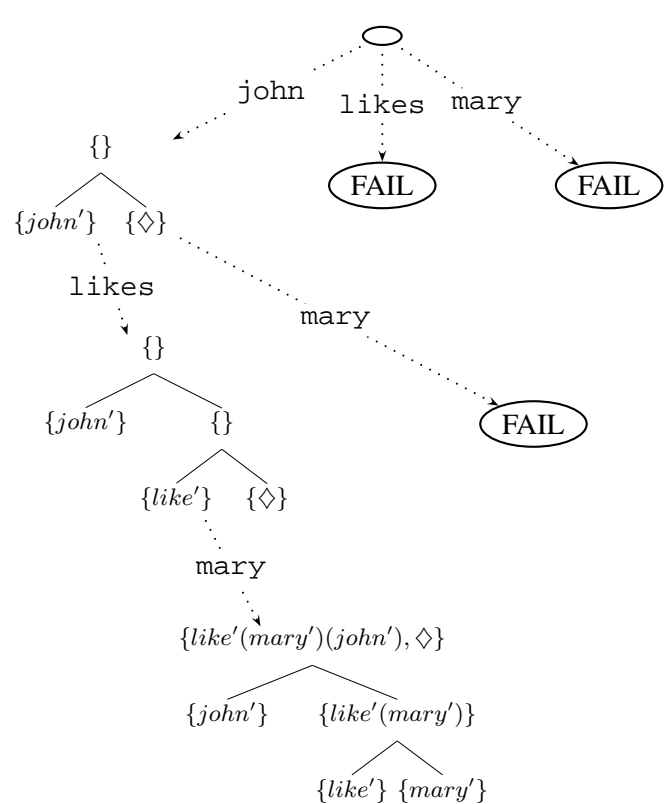 john likes mary
{}
FAIL FAIL
{john′} {◇}
likes
mary
{}
{john′} {}
FAIL
{like′} {◇}
mary
{like′(mary′)(john′), ◇}
{john′} {like′(mary′)}
{like′} {mary′}